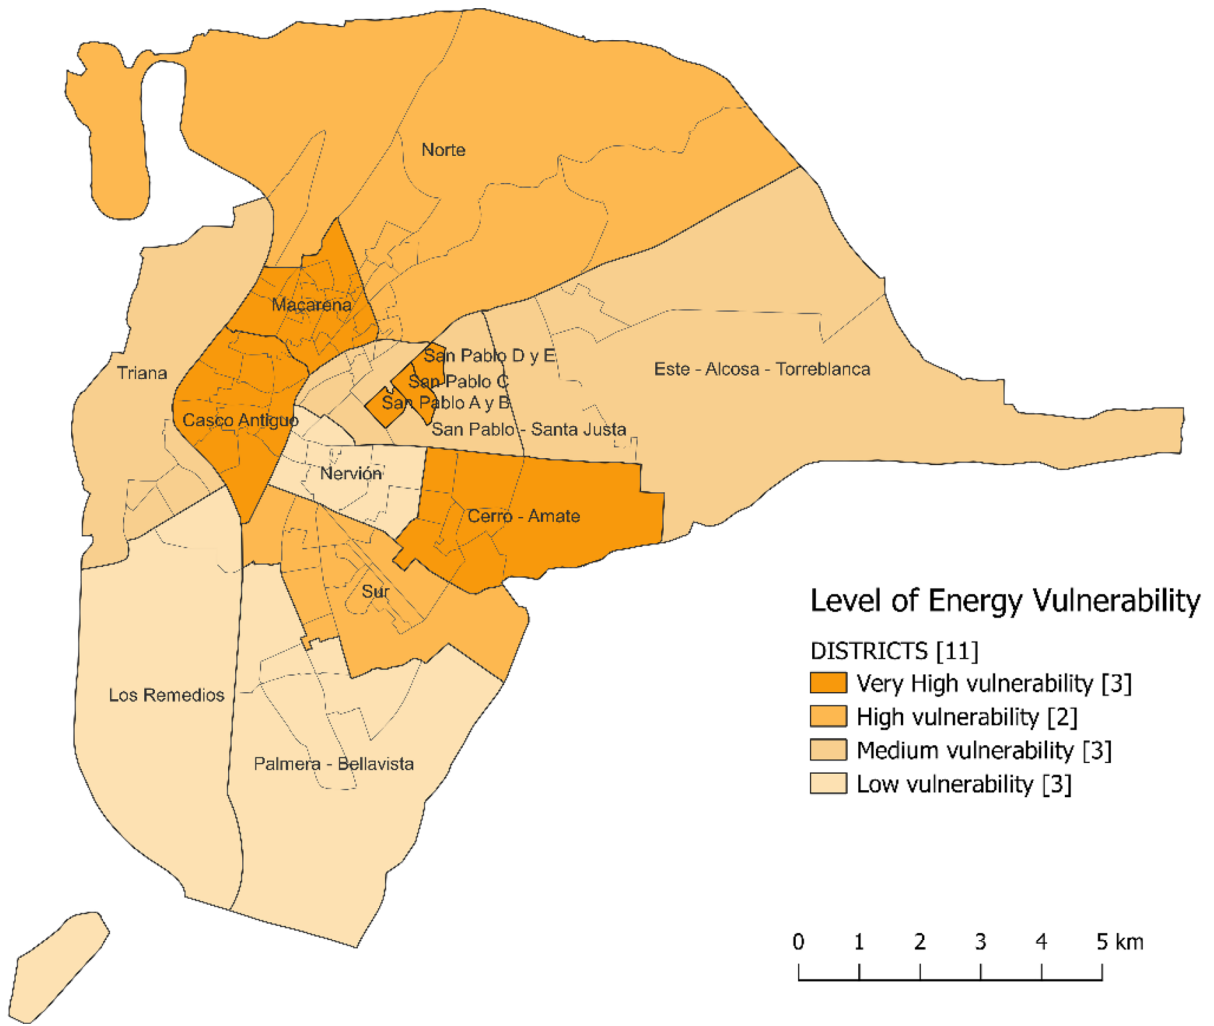 Norte
Macarena
San Pablo D y E
Este - Alcosa - Torreblanca
Triana
San Pablo C
San Pablo A y B
Casco Antiguo
San Pablo - Santa Justa
Nervión
Cerro - Amate
Sur
Los Remedios
Palmera - Bellavista
Level of Energy Vulnerability
DISTRICTS [11]
Very High vulnerability [3]
High vulnerability [2]
Medium vulnerability [3]
Low vulnerability [3]
0 1 2 3 4 5 km